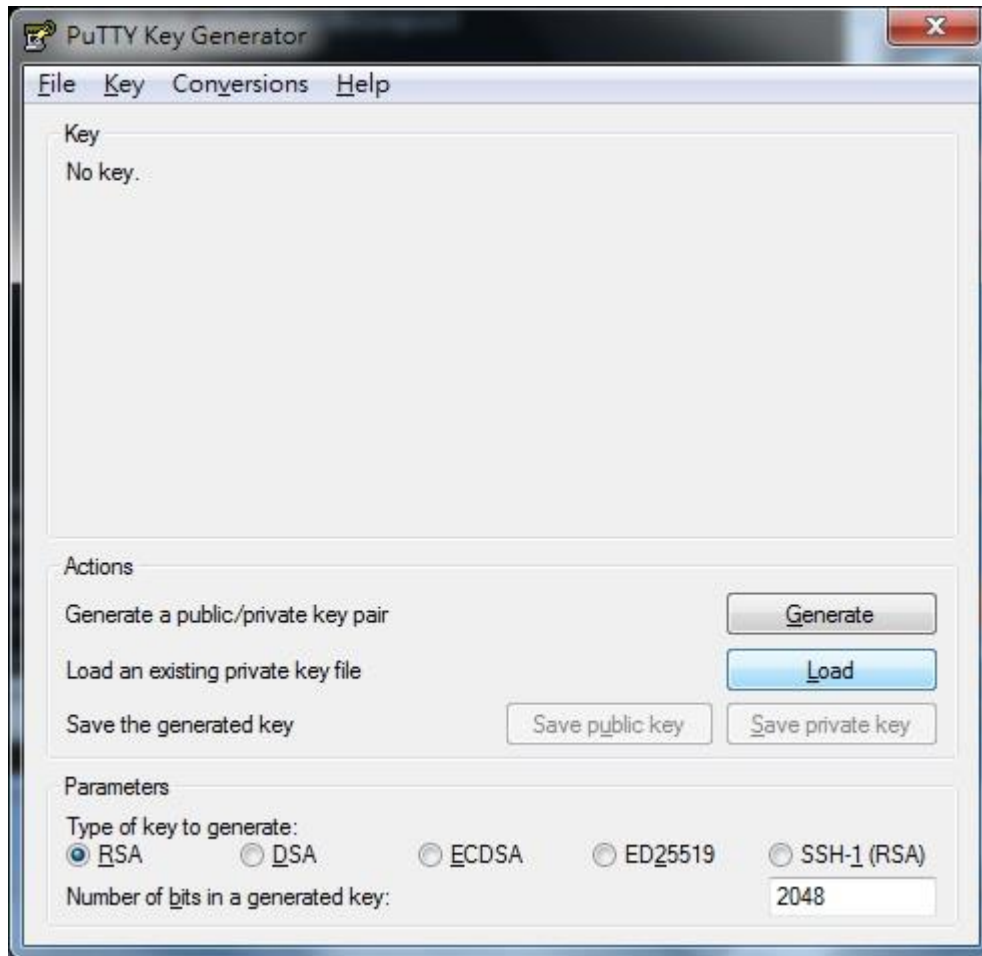 PuTTY Key Generator
File Key Conversions Help
Key
No key.
Actions
Generate a public/private key pair Generate
Load an existing private key file Load
Save the generated key Save public key Save private key
Parameters
Type of key to generate:
RSA DSA ECDSA ED25519 SSH-1 (RSA)
Number of bits in a generated key: 2048